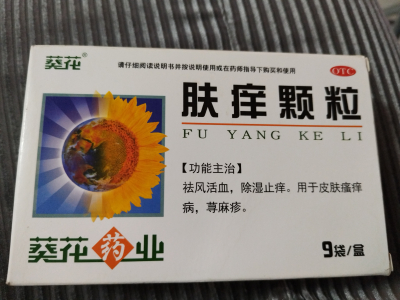 葵花®
请仔细阅读说明书并按说明使用或在药师指导下购买和使用
OTC
肤痒颗粒
FU YANG KE LI
【功能主治】
祛风活血，除湿止痒。用于皮肤瘙痒
病，荨麻疹。
葵花药业
9袋/盒